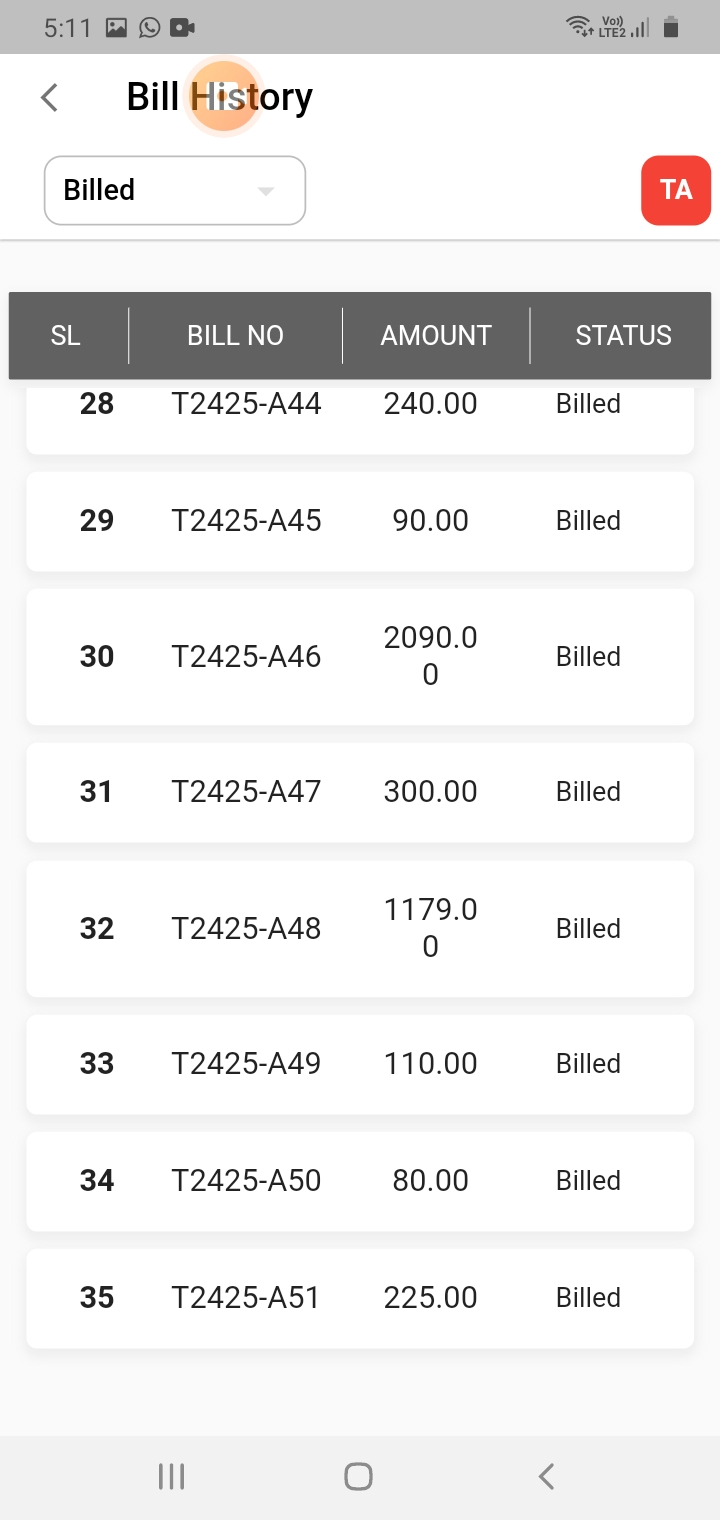 5:11
Vo))
LTE2
Bill History
Billed
TA
SL BILL NO AMOUNT STATUS
28 T2425-A44 240.00 Billed
29 T2425-A45 90.00 Billed
30 T2425-A46 2090.0
0 Billed
31 T2425-A47 300.00 Billed
32 T2425-A48 1179.0
0 Billed
33 T2425-A49 110.00 Billed
34 T2425-A50 80.00 Billed
35 T2425-A51 225.00 Billed